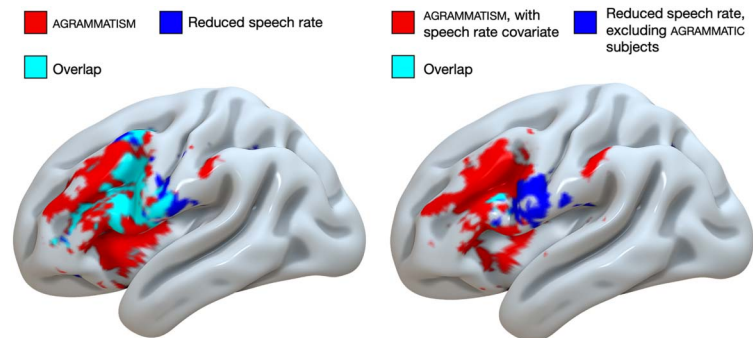 AGRAMMATISM
Reduced speech rate
Overlap
AGRAMMATISM, with
speech rate covariate
Reduced speech rate,
excluding AGRAMMATIC
subjects
Overlap